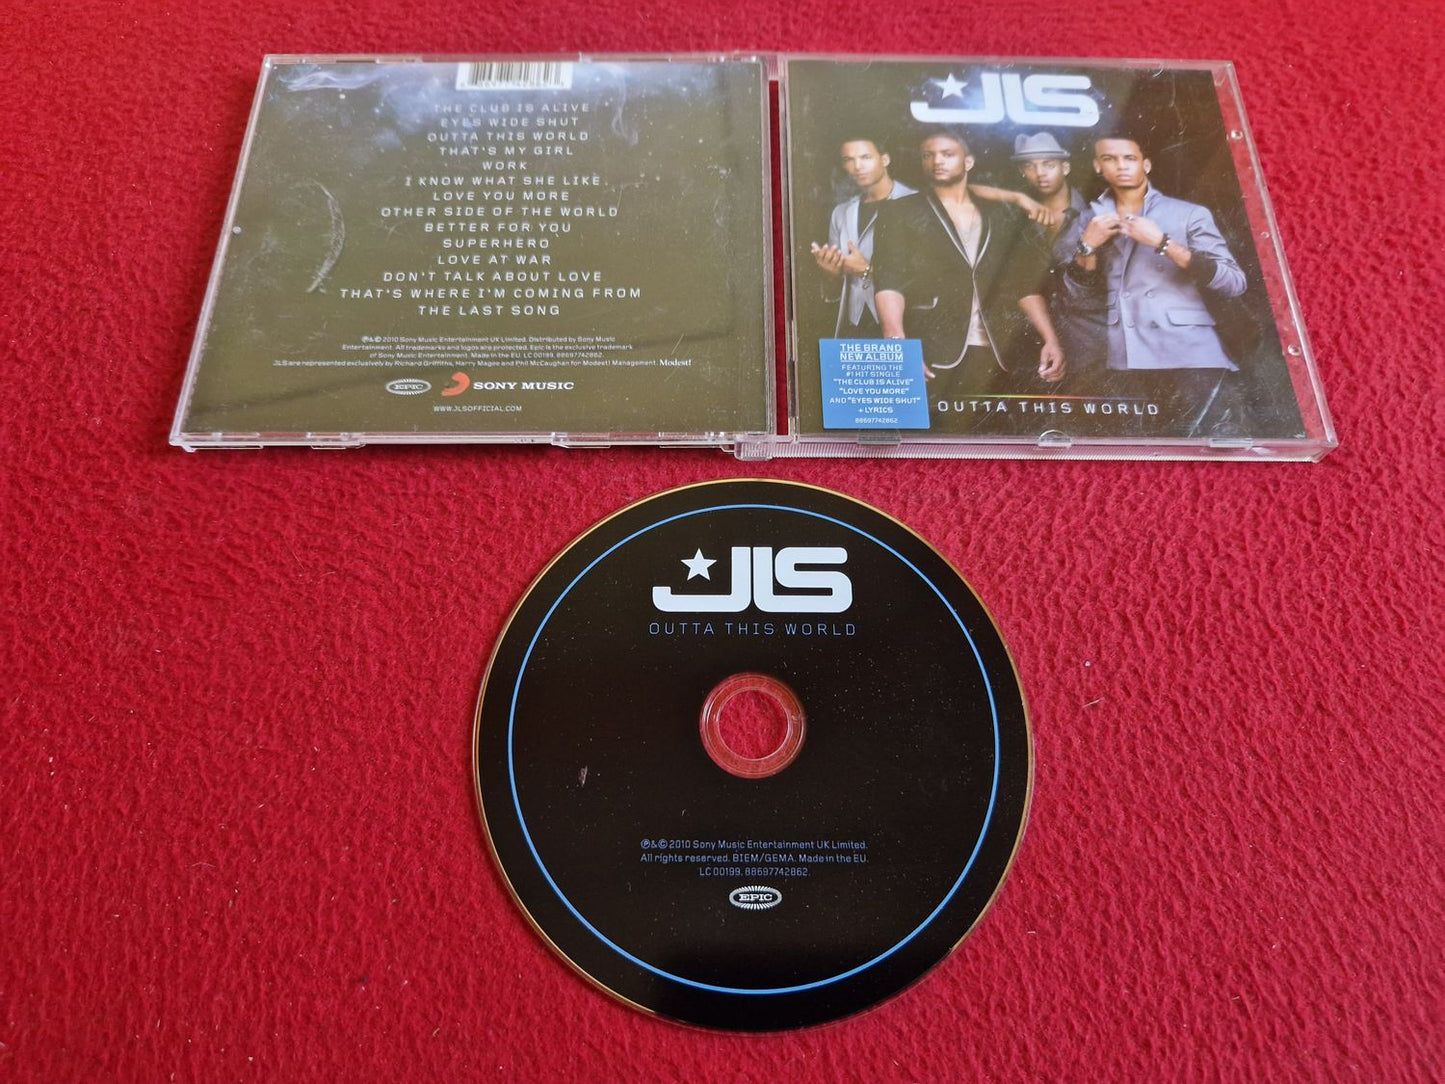 THE CLUB IS ALIVE
EYES WIDE SHUT
OUTTA THIS WORLD
THAT'S MY GIRL
WORK
I KNOW WHAT SHE LIKE
LOVE YOU MORE
OTHER SIDE OF THE WORLD
BETTER FOR YOU
SUPERHERO
LOVE AT WAR
DON'T TALK ABOUT LOVE
THAT'S WHERE I'M COMING FROM
THE LAST SONG
℗&© 2010 Sony Music Entertainment UK Limited. Distributed by Sony Music
Entertainment. All trademarks and logos are protected. Epic is the exclusive trademark
of Sony Music Entertainment. Made in the EU. LC 00199. 88697742862.
JLS are represented exclusively by Richard Griffiths, Harry Magee and Phil McCaughan for Modest! Management. Modest!
EPIC SONY MUSIC
WWW.JLSOFFICIAL.COM
JLS
THE BRAND
NEW ALBUM
FEATURING THE
#1 HIT SINGLE
"THE CLUB IS ALIVE"
"LOVE YOU MORE"
AND "EYES WIDE SHUT"
+ LYRICS
88697742862
OUTTA THIS WORLD
JLS
OUTTA THIS WORLD
℗&© 2010 Sony Music Entertainment UK Limited.
All rights reserved. BIEM/GEMA. Made in the EU.
LC 00199. 88697742862.
EPIC